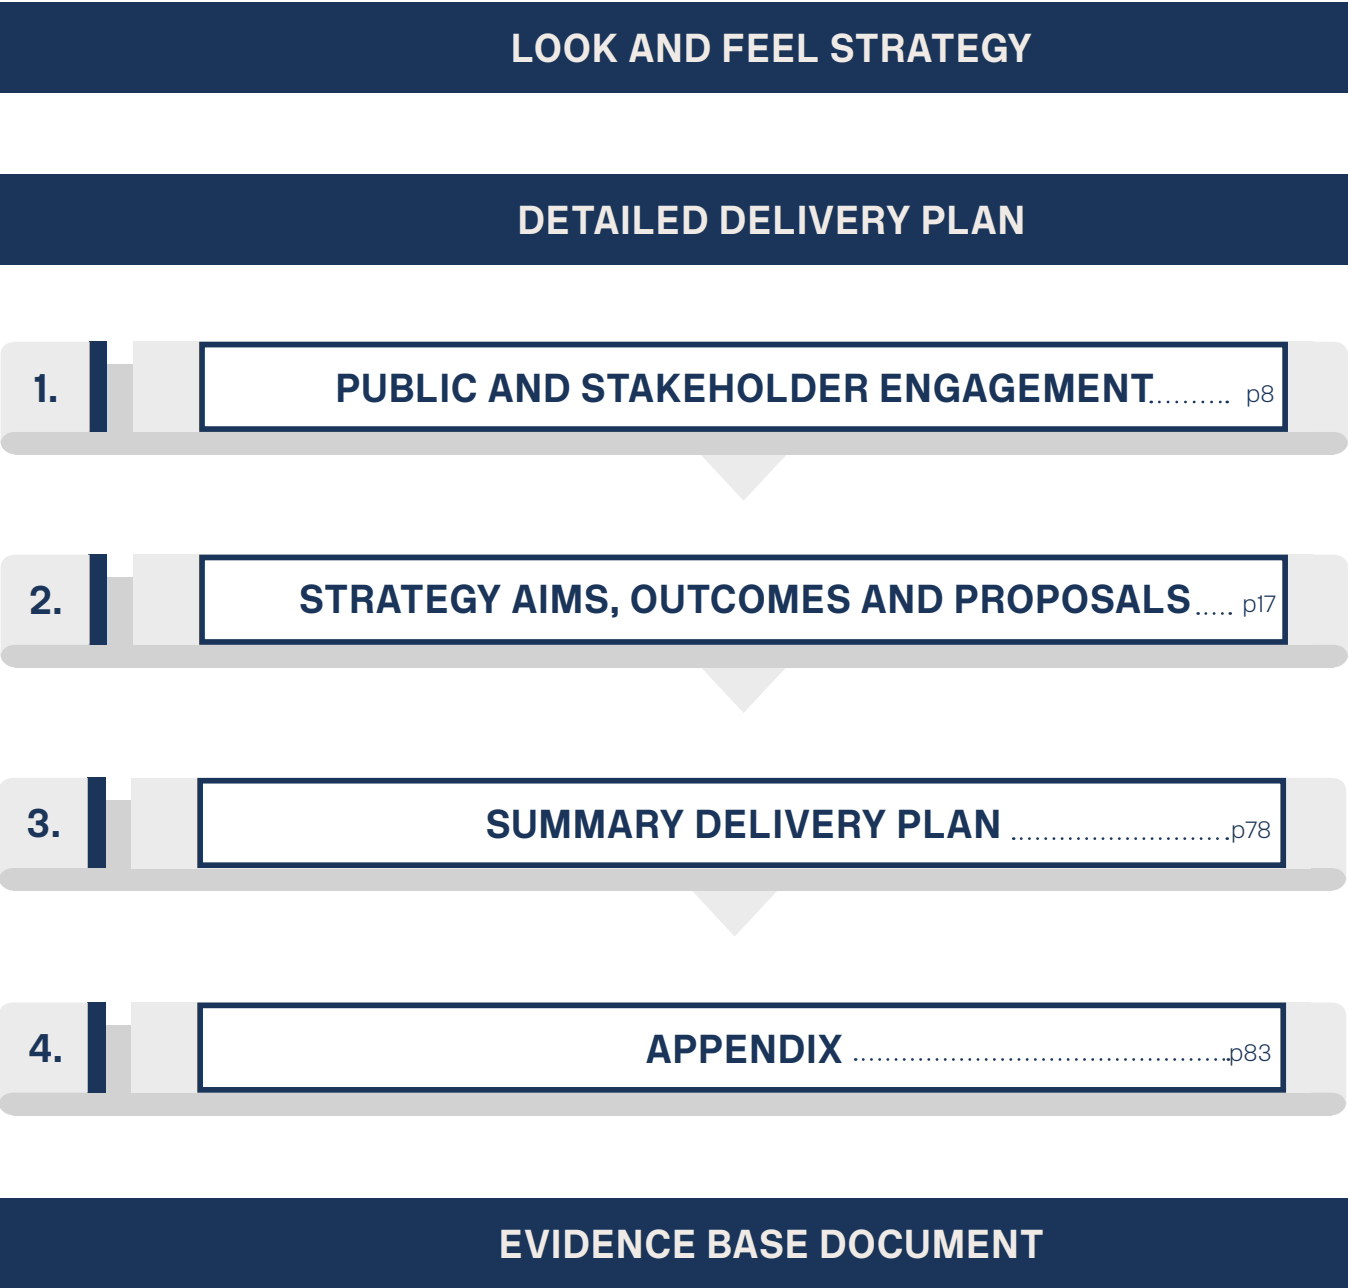 LOOK AND FEEL STRATEGY
DETAILED DELIVERY PLAN
1. PUBLIC AND STAKEHOLDER ENGAGEMENT.......... p8
2. STRATEGY AIMS, OUTCOMES AND PROPOSALS ..... p17
3. SUMMARY DELIVERY PLAN ...........................p78
4. APPENDIX ...............................................p83
EVIDENCE BASE DOCUMENT